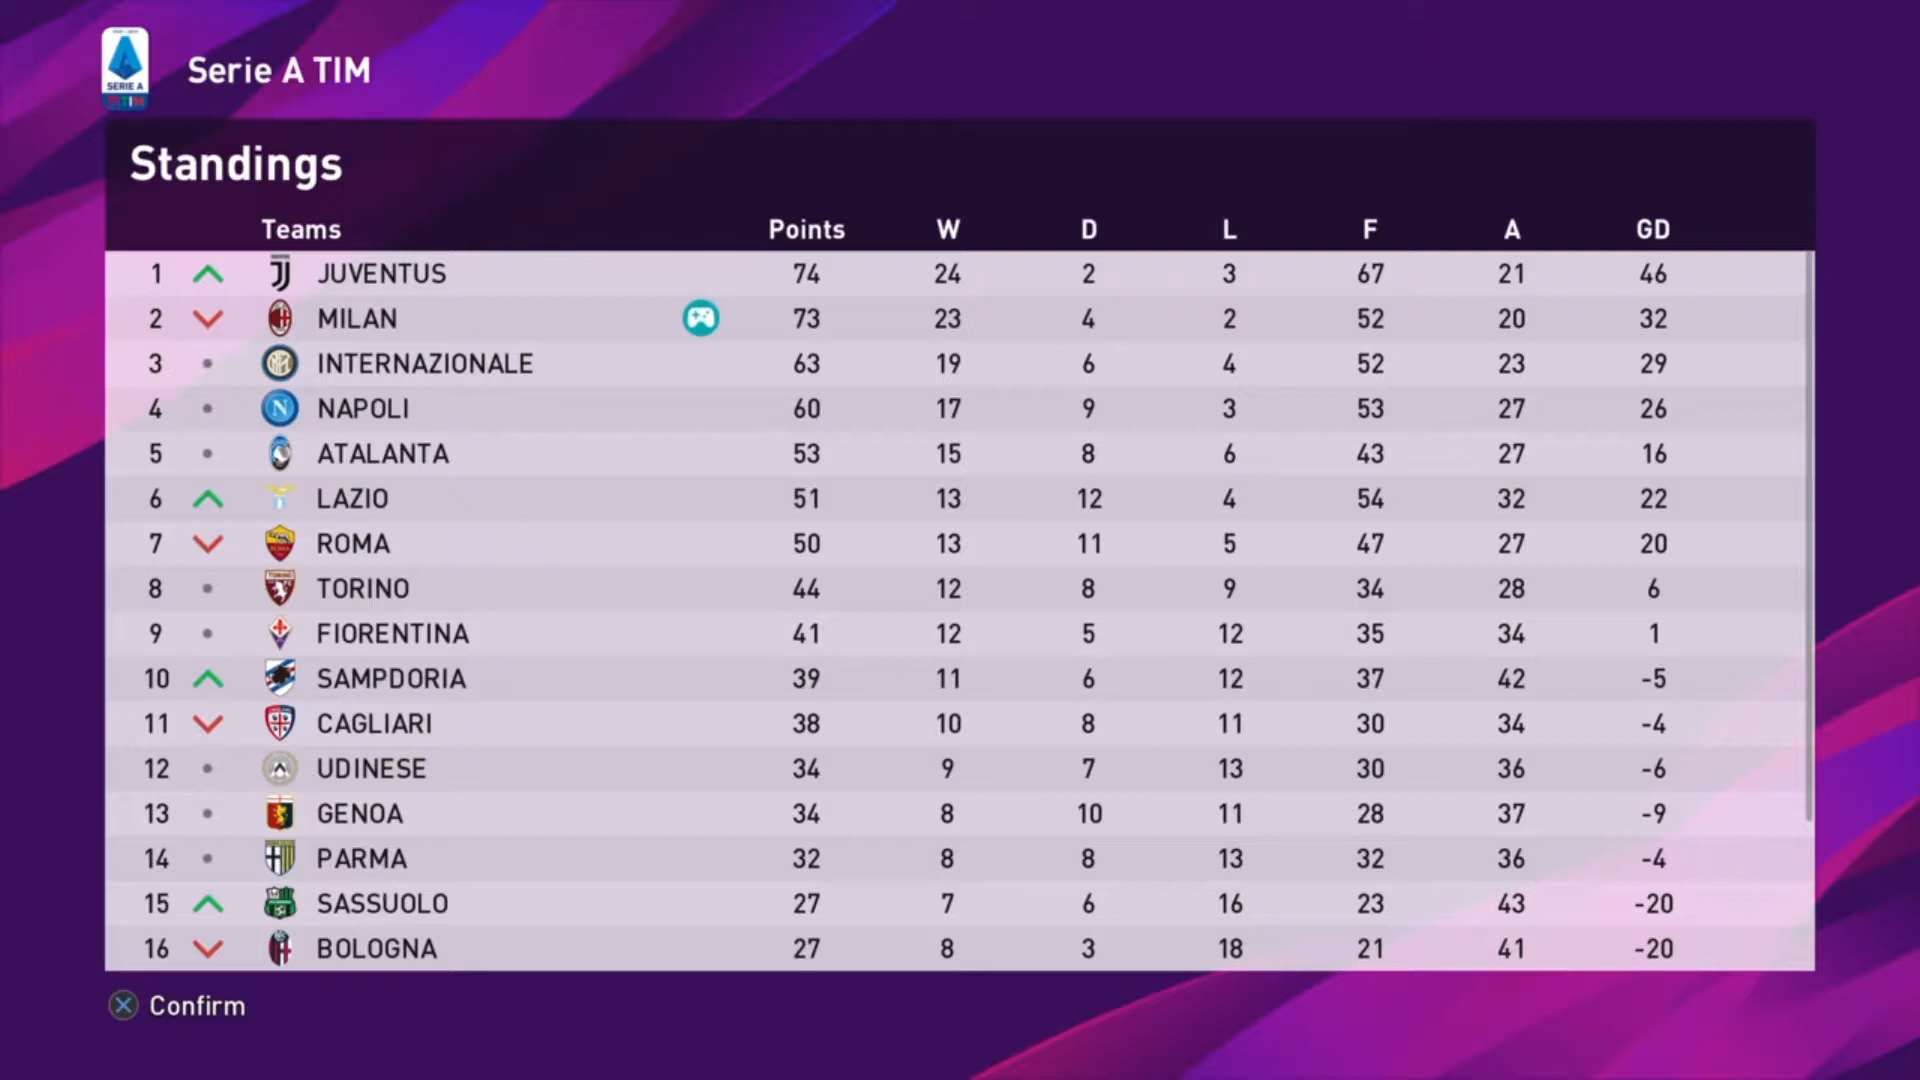 SERIE A
TIM
Serie A TIM
Standings
Teams Points W D L F A GD
1 JUVENTUS 74 24 2 3 67 21 46
2 MILAN 73 23 4 2 52 20 32
3 INTERNAZIONALE 63 19 6 4 52 23 29
4 N NAPOLI 60 17 9 3 53 27 26
5 ATALANTA 53 15 8 6 43 27 16
6 LAZIO 51 13 12 4 54 32 22
7 ROMA 50 13 11 5 47 27 20
8 TORINO 44 12 8 9 34 28 6
9 FIORENTINA 41 12 5 12 35 34 1
10 SAMPDORIA 39 11 6 12 37 42 -5
11 CAGLIARI 38 10 8 11 30 34 -4
12 UDINESE 34 9 7 13 30 36 -6
13 GENOA 34 8 10 11 28 37 -9
14 PARMA 32 8 8 13 32 36 -4
15 SASSUOLO 27 7 6 16 23 43 -20
16 BOLOGNA 27 8 3 18 21 41 -20
Confirm